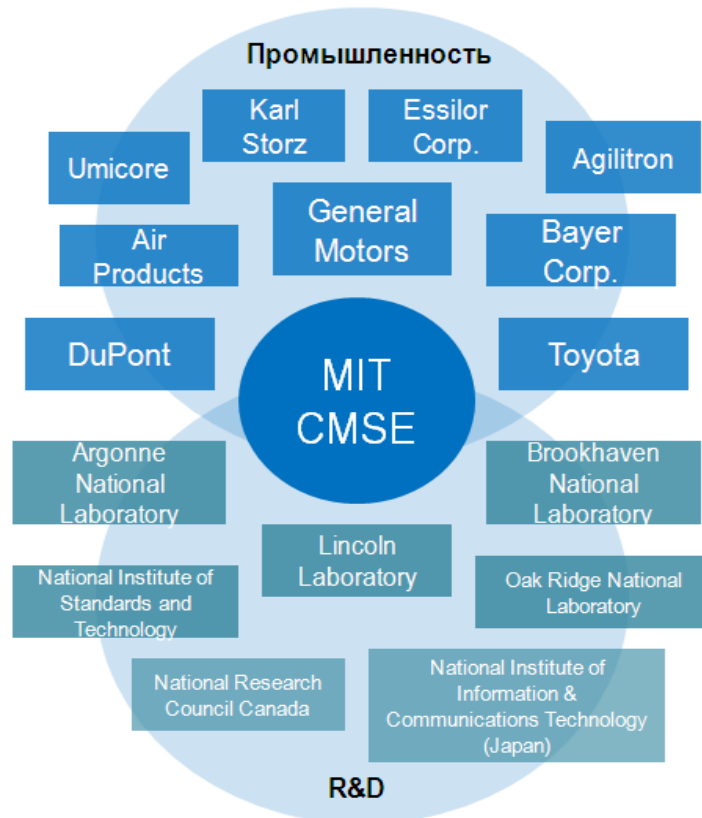 Промышленность
Karl
Storz
Essilor
Corp.
Umicore
Agilitron
General
Motors
Air
Products
Bayer
Corp.
DuPont
Toyota
MIT
CMSE
Argonne
National
Laboratory
Brookhaven
National
Laboratory
Lincoln
Laboratory
National Institute of
Standards and
Technology
Oak Ridge National
Laboratory
National Research
Council Canada
National Institute of
Information &
Communications Technology
(Japan)
R&D